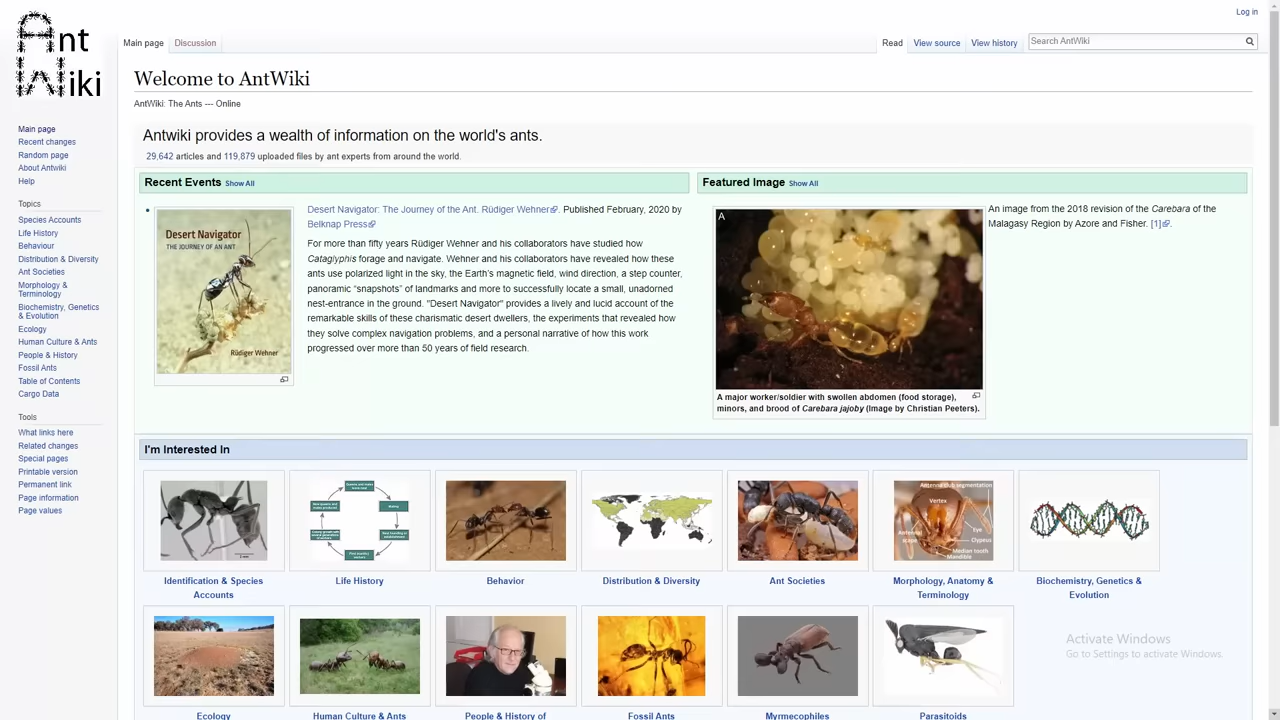 Log in
Ant
Wiki
Main page Discussion Read View source View history Search AntWiki
Welcome to AntWiki
AntWiki: The Ants --- Online
Antwiki provides a wealth of information on the world's ants.
29,642 articles and 119,879 uploaded files by ant experts from around the world.
Main page
Recent changes
Random page
About Antwiki
Help
Topics
Species Accounts
Life History
Behaviour
Distribution & Diversity
Ant Societies
Morphology &
Terminology
Biochemistry, Genetics
& Evolution
Ecology
Human Culture & Ants
People & History
Fossil Ants
Table of Contents
Cargo Data
Tools
What links here
Related changes
Special pages
Printable version
Permanent link
Page information
Page values
Recent Events Show All
Desert Navigator
THE JOURNEY OF AN ANT
Rüdiger Wehner
Desert Navigator: The Journey of the Ant. Rüdiger Wehner. Published February, 2020 by
Belknap Press
For more than fifty years Rüdiger Wehner and his collaborators have studied how
Cataglyphis forage and navigate. Wehner and his collaborators have revealed how these
ants use polarized light in the sky, the Earth's magnetic field, wind direction, a step counter,
panoramic “snapshots” of landmarks and more to successfully locate a small, unadorned
nest-entrance in the ground. "Desert Navigator" provides a lively and lucid account of the
remarkable skills of these charismatic desert dwellers, the experiments that revealed how
they solve complex navigation problems, and a personal narrative of how this work
progressed over more than 50 years of field research.
Featured Image Show All
A
A major worker/soldier with swollen abdomen (food storage),
minors, and brood of Carebara jajoby (Image by Christian Peeters).
An image from the 2018 revision of the Carebara of the
Malagasy Region by Azore and Fisher. [1].
I'm Interested In
Antenna club segmentation
Vertex
Eye
Antennal
scape
Clypeus
Median tooth
Mandible
Identification & Species
Accounts
Life History
Behavior
Distribution & Diversity
Ant Societies
Morphology, Anatomy &
Terminology
Biochemistry, Genetics &
Evolution
Ecology
Human Culture & Ants
People & History of
Fossil Ants
Myrmecophiles
Parasitoids
Activate Windows
Go to Settings to activate Windows.